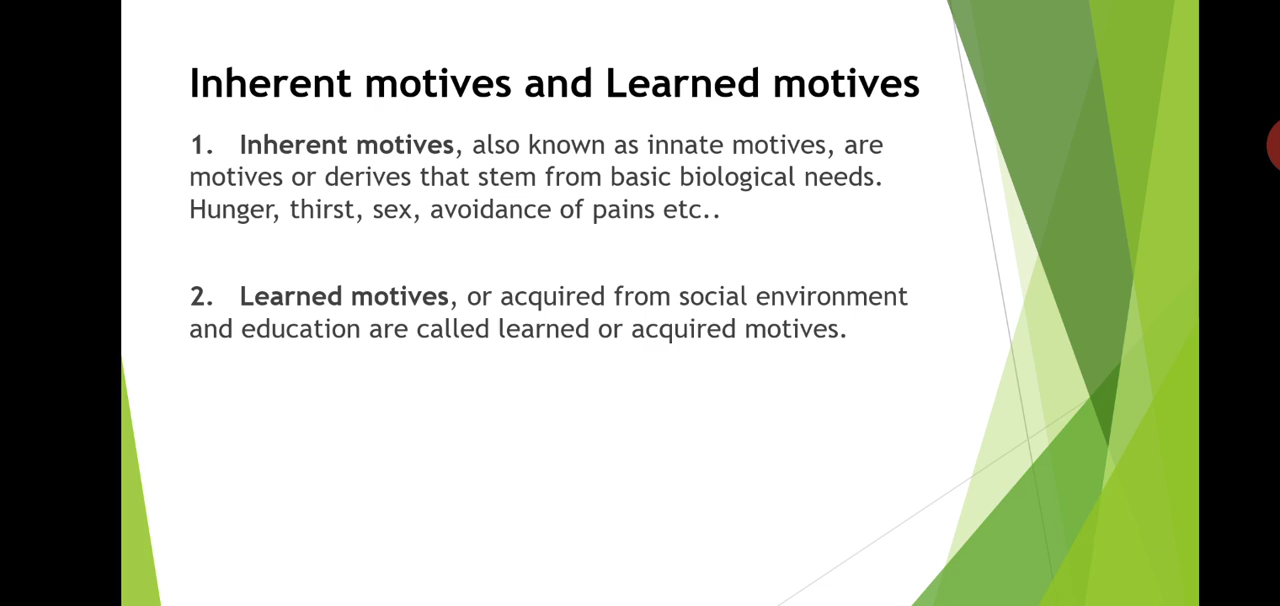 Inherent motives and Learned motives
1. Inherent motives, also known as innate motives, are
motives or derives that stem from basic biological needs.
Hunger, thirst, sex, avoidance of pains etc..
2. Learned motives, or acquired from social environment
and education are called learned or acquired motives.